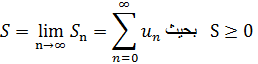 S = lim_{n→∞} S_n = ∑_{n=0}^{∞} u_n بحيث S ≥ 0